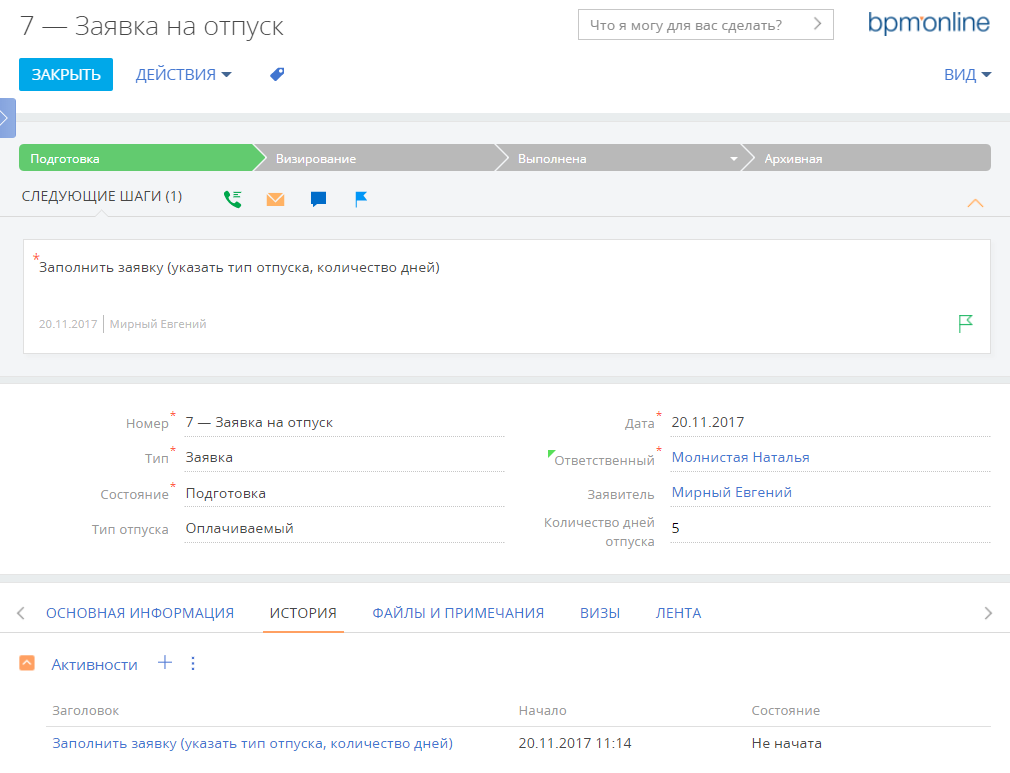 7 — Заявка на отпуск
Что я могу для вас сделать?
bpm'online
ЗАКРЫТЬ
ДЕЙСТВИЯ
ВИД
Подготовка
Визирование
Выполнена
Архивная
СЛЕДУЮЩИЕ ШАГИ (1)
*Заполнить заявку (указать тип отпуска, количество дней)
20.11.2017 | Мирный Евгений
Номер* 7 — Заявка на отпуск
Дата* 20.11.2017
Тип* Заявка
Ответственный* Молнистая Наталья
Состояние* Подготовка
Заявитель Мирный Евгений
Тип отпуска Оплачиваемый
Количество дней
отпуска 5
ОСНОВНАЯ ИНФОРМАЦИЯ
ИСТОРИЯ
ФАЙЛЫ И ПРИМЕЧАНИЯ
ВИЗЫ
ЛЕНТА
Активности
Заголовок Начало Состояние
Заполнить заявку (указать тип отпуска, количество дней) 20.11.2017 11:14 Не начата